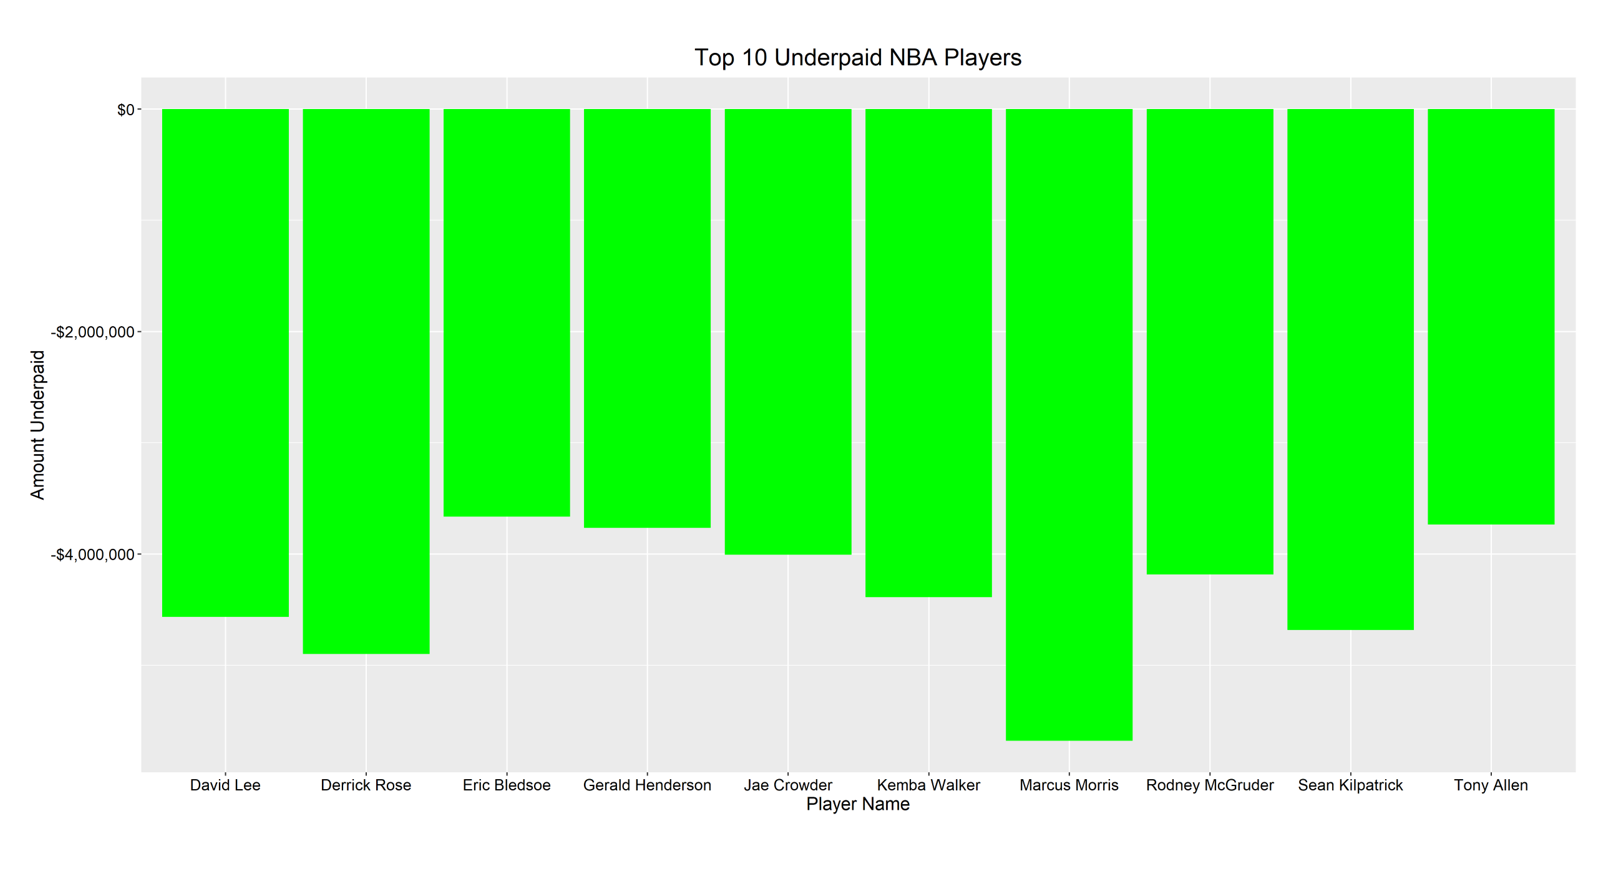 Top 10 Underpaid NBA Players
Amount Underpaid
$0
-$2,000,000
-$4,000,000
David Lee Derrick Rose Eric Bledsoe Gerald Henderson Jae Crowder Kemba Walker Marcus Morris Rodney McGruder Sean Kilpatrick Tony Allen
Player Name